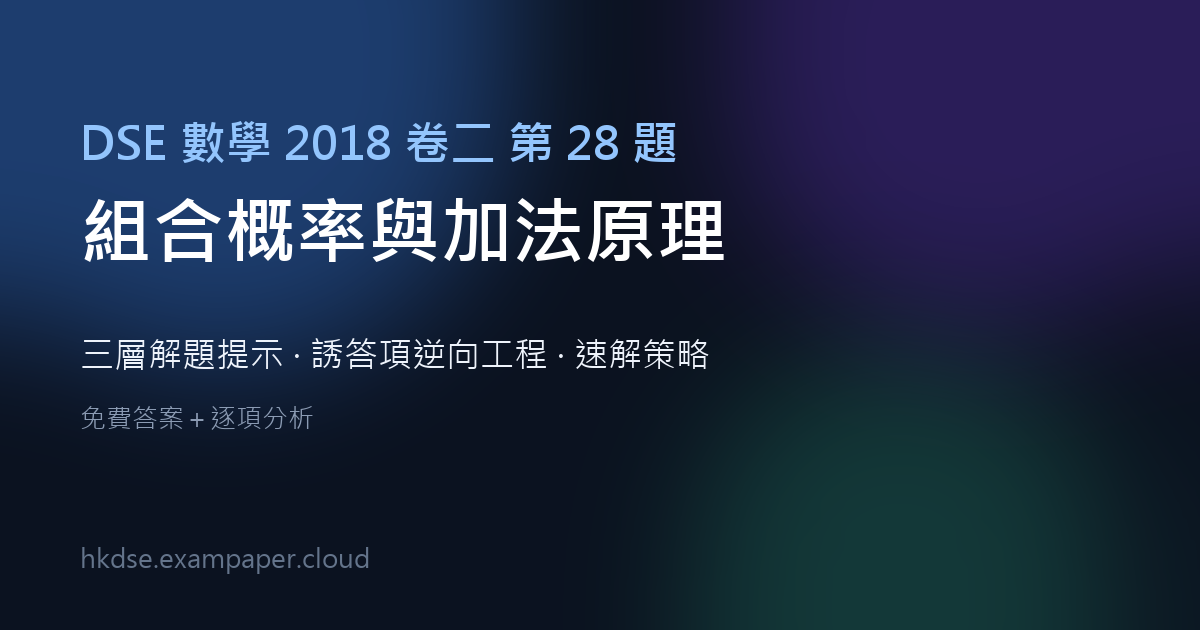 DSE 數學 2018 卷二 第 28 題
組合概率與加法原理
三層解題提示 · 誘答項逆向工程 · 速解策略
免費答案 + 逐項分析
hkdse.exampaper.cloud